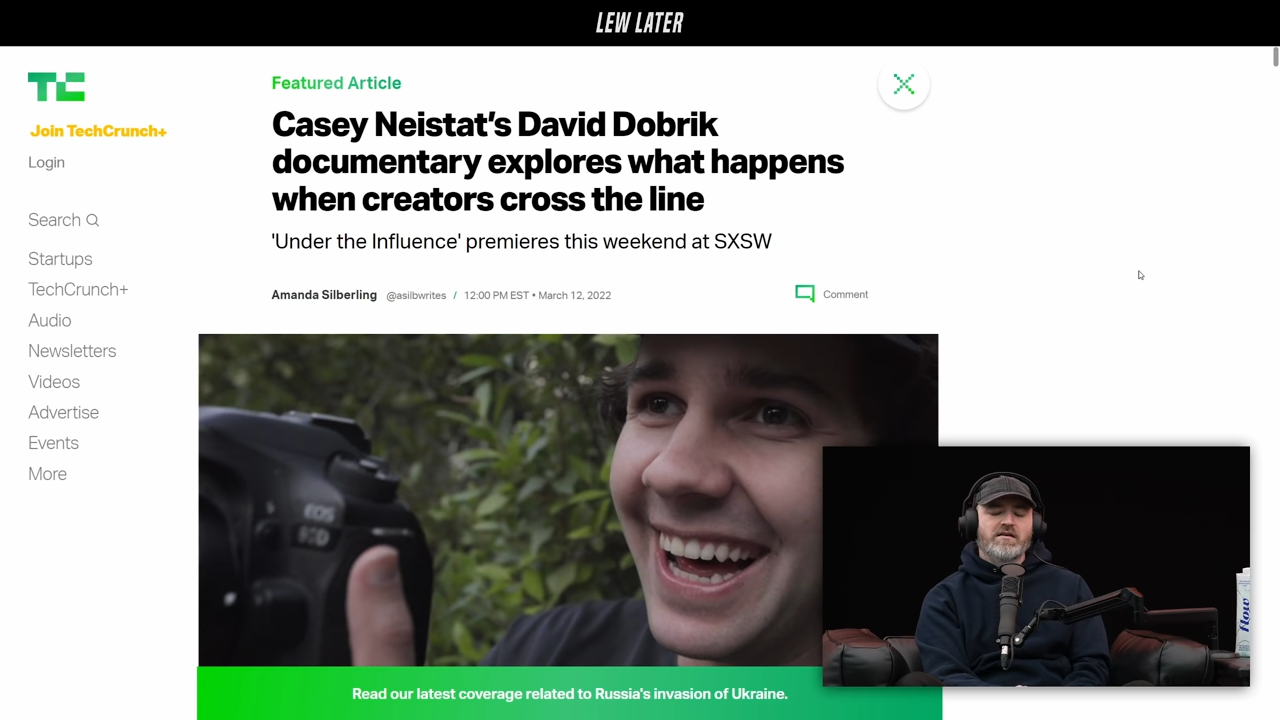 LEW LATER
TC
Join TechCrunch+
Login
Search
Startups
TechCrunch+
Audio
Newsletters
Videos
Advertise
Events
More
Featured Article
Casey Neistat's David Dobrik
documentary explores what happens
when creators cross the line
'Under the Influence' premieres this weekend at SXSW
Amanda Silberling @asilbwrites / 12:00 PM EST • March 12, 2022
Comment
EOS
80D
flow
Read our latest coverage related to Russia's invasion of Ukraine.